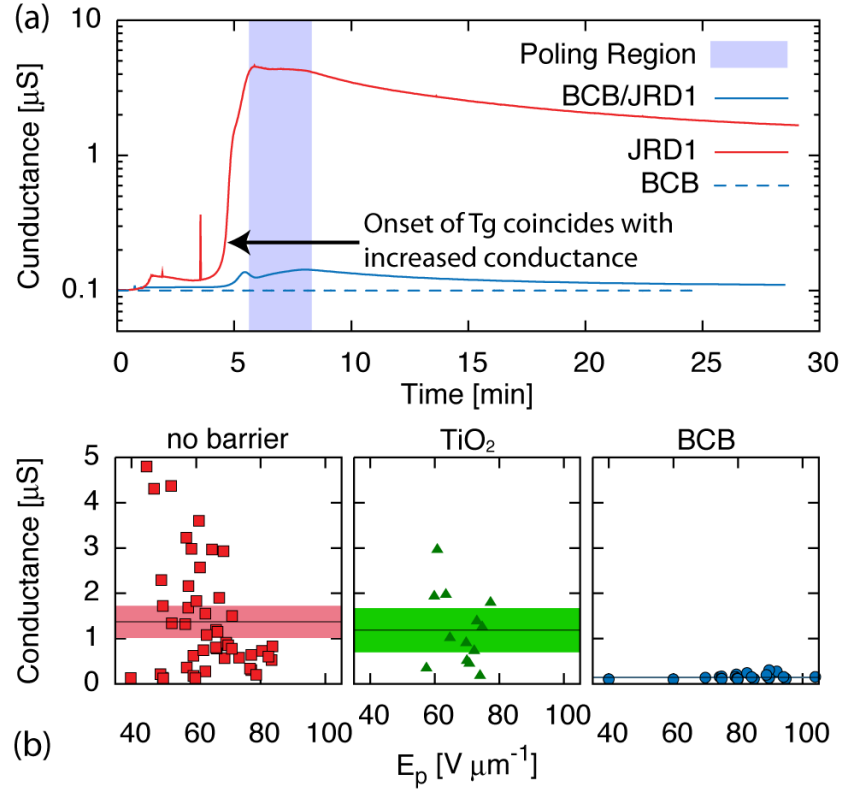 (a)
10
1
0.1
Cunductance [µS]
Poling Region
BCB/JRD1
JRD1
BCB
Onset of Tg coincides with
increased conductance
0 5 10 15 20 25 30
Time [min]
no barrier TiO₂ BCB
5
4
3
2
1
0
Conductance [µS]
40 60 80 100 40 60 80 100 40 60 80 100
(b)
Eₚ [V µm⁻¹]